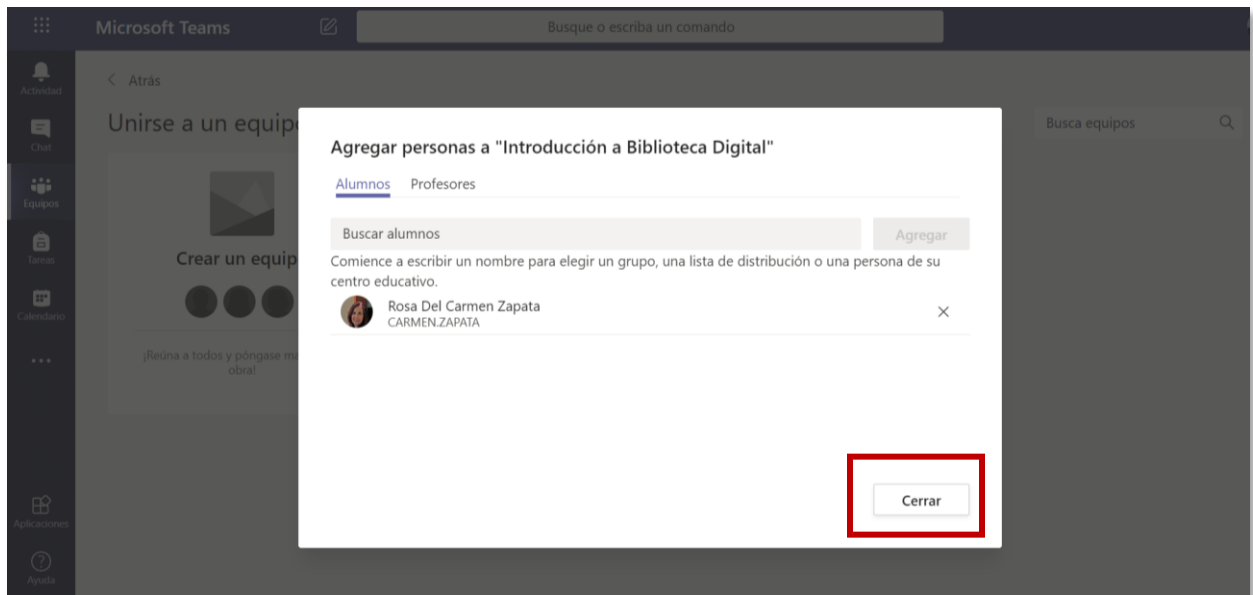 Microsoft Teams
Busque o escriba un comando
Actividad
Chat
Equipos
Tareas
Calendario
Aplicaciones
Ayuda
Atrás
Unirse a un equipo
Busca equipos
Crear un equip
¡Reúna a todos y póngase ma
obra!
Agregar personas a "Introducción a Biblioteca Digital"
Alumnos Profesores
Buscar alumnos
Agregar
Comience a escribir un nombre para elegir un grupo, una lista de distribución o una persona de su
centro educativo.
Rosa Del Carmen Zapata
CARMEN.ZAPATA
Cerrar